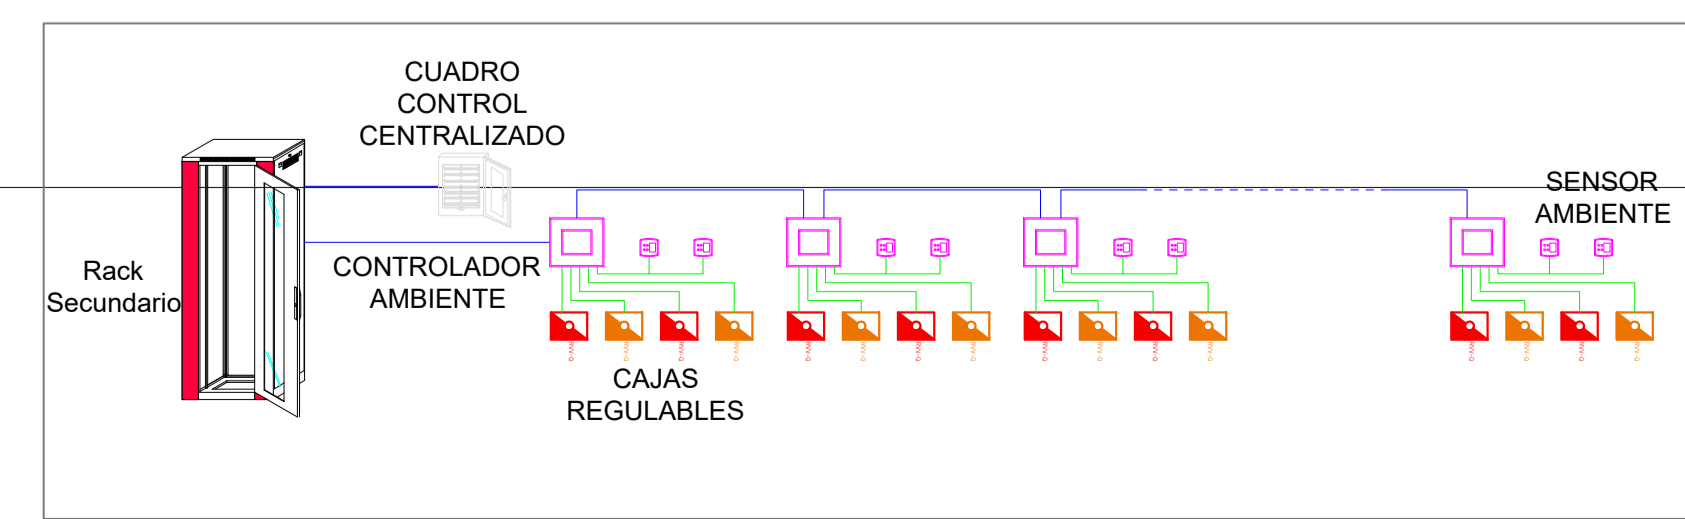 CUADRO
CONTROL
CENTRALIZADO
SENSOR
AMBIENTE
Rack
Secundario
CONTROLADOR
AMBIENTE
CAJAS
REGULABLES